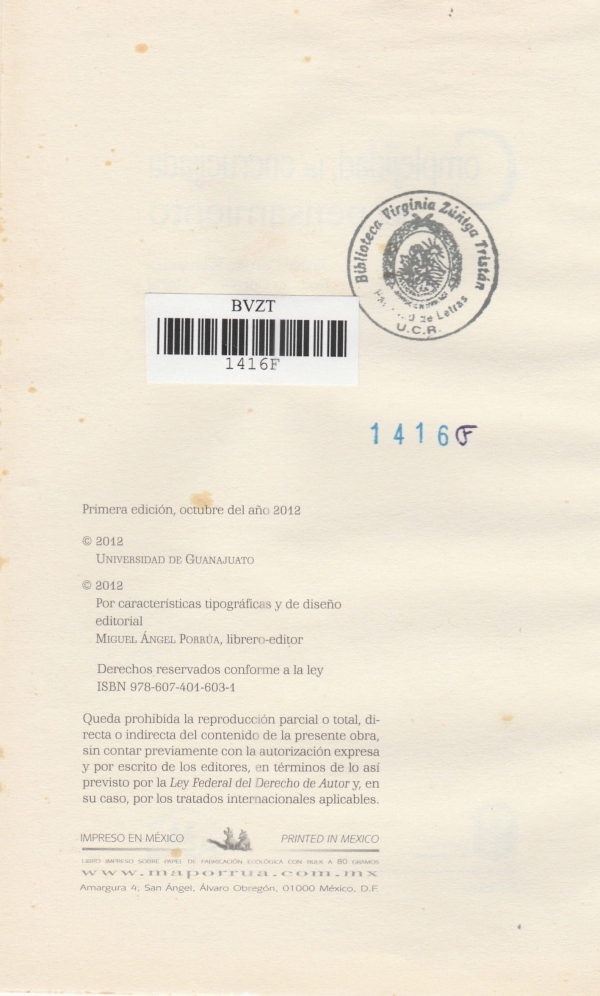 Biblioteca Virginia Zúñiga Tristán
de Letras
U.C.R.
BVZT
1416F
1416F
Primera edición, octubre del año 2012
© 2012
UNIVERSIDAD DE GUANAJUATO
© 2012
Por características tipográficas y de diseño
editorial
MIGUEL ÁNGEL PORRÚA, librero-editor
Derechos reservados conforme a la ley
ISBN 978-607-401-603-1
Queda prohibida la reproducción parcial o total, di-
recta o indirecta del contenido de la presente obra,
sin contar previamente con la autorización expresa
y por escrito de los editores, en términos de lo así
previsto por la Ley Federal del Derecho de Autor y, en
su caso, por los tratados internacionales aplicables.
IMPRESO EN MÉXICO PRINTED IN MEXICO
LIBRO IMPRESO SOBRE PAPEL DE FABRICACIÓN ECOLÓGICA CON BULK A 80 GRAMOS
www.maporrua.com.mx
Amargura 4, San Ángel, Álvaro Obregón, 01000 México, D.F.